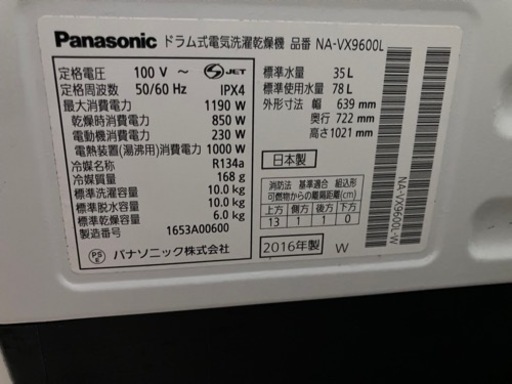 Panasonic ドラム式電気洗濯乾燥機 品番 NA-VX9600L
定格電圧 100 V ～
JET
定格周波数 50/60 Hz IPX4
最大消費電力 1190 W
乾燥時消費電力 850 W
電動機消費電力 230 W
電熱装置(湯沸用)消費電力 1000 W
冷媒名 R134a
冷媒質量 168 g
標準洗濯容量 10.0 kg
標準脱水容量 10.0 kg
標準乾燥容量 6.0 kg
製造番号 1653A00600
PS
E
パナソニック株式会社
標準水量 35 L
標準使用水量 78 L
外形寸法 幅 639 mm
奥行 722 mm
高さ 1021 mm
日本製
消防法 基準適合 組込形
可燃物からの離隔距離(cm)
上方 側方 後方 下方
13 1 1 0
2016年製 W
NA-VX9600L-W